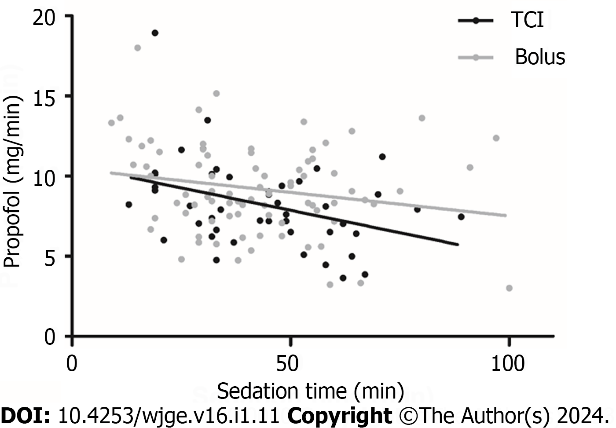 20
15
10
5
0
Propofol (mg/min)
TCI
Bolus
0 50 100
Sedation time (min)
DOI: 10.4253/wjge.v16.i1.11 Copyright ©The Author(s) 2024.